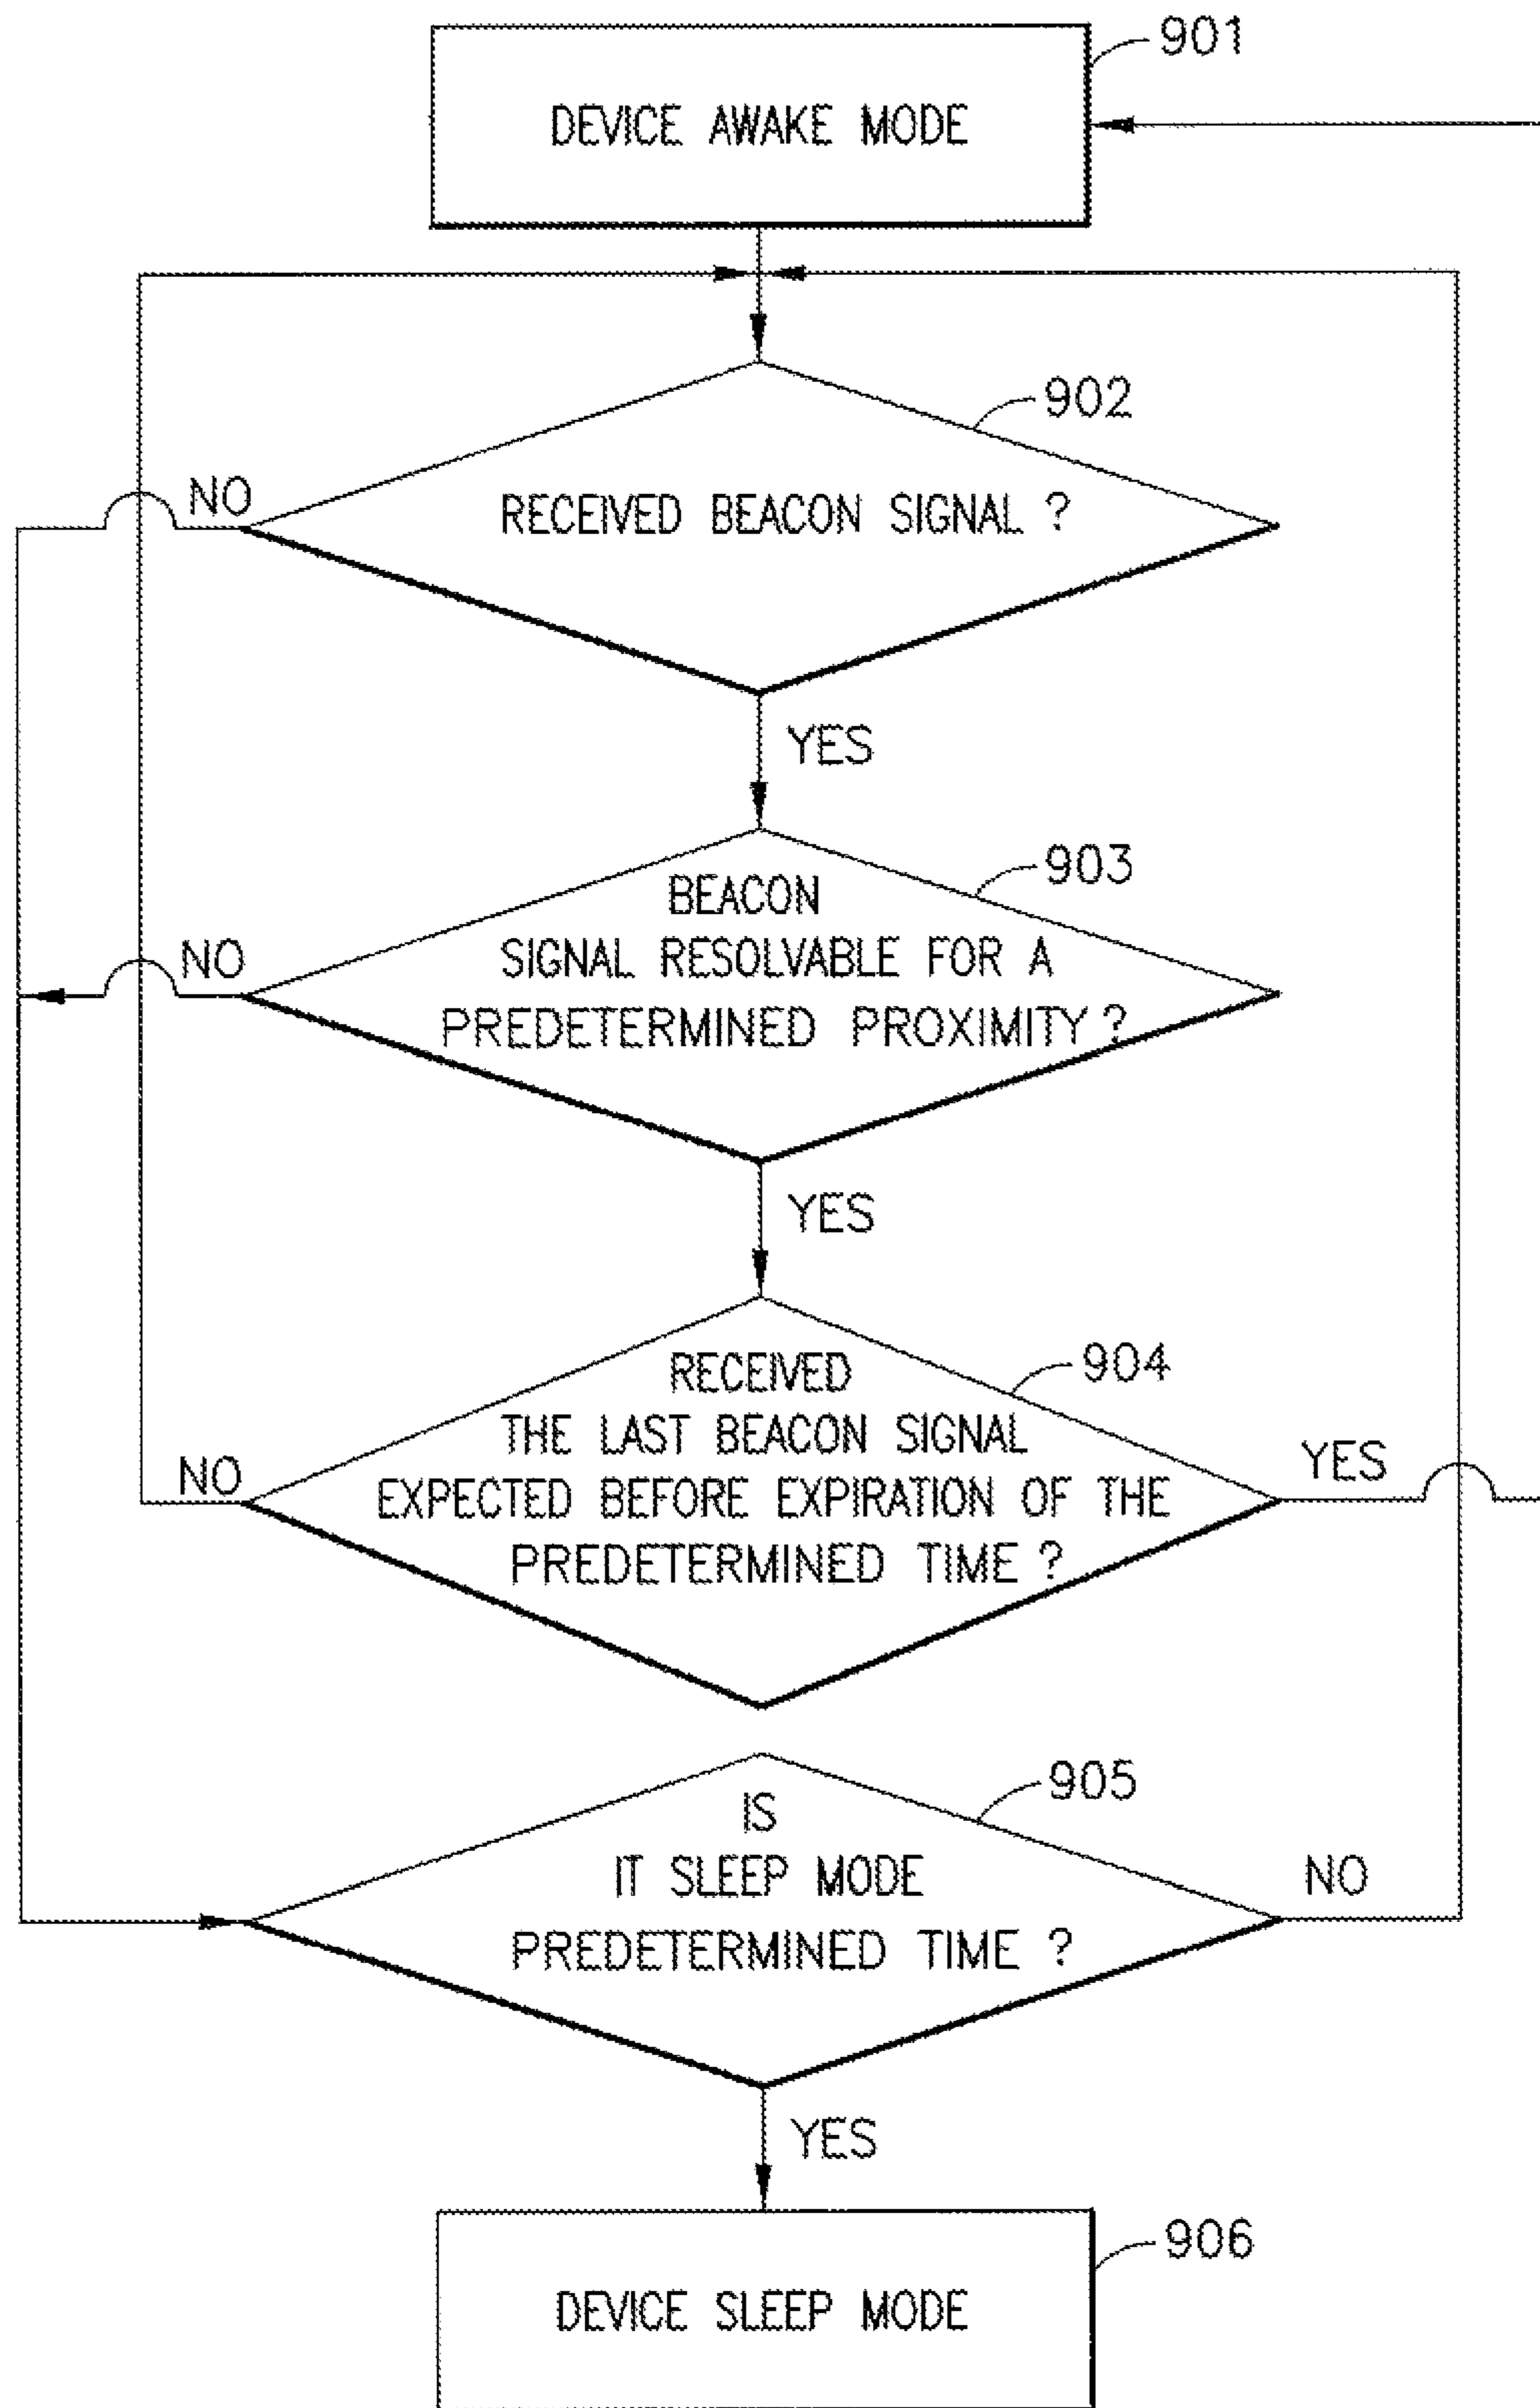 901
DEVICE AWAKE MODE
902
NO
RECEIVED BEACON SIGNAL ?
YES
903
BEACON
NO
SIGNAL RESOLVABLE FOR A
PREDETERMINED PROXIMITY ?
YES
904
RECEIVED
THE LAST BEACON SIGNAL
YES
NO
EXPECTED BEFORE EXPIRATION OF THE
PREDETERMINED TIME ?
905
IS
IT SLEEP MODE
NO
PREDETERMINED TIME ?
YES
906
DEVICE SLEEP MODE